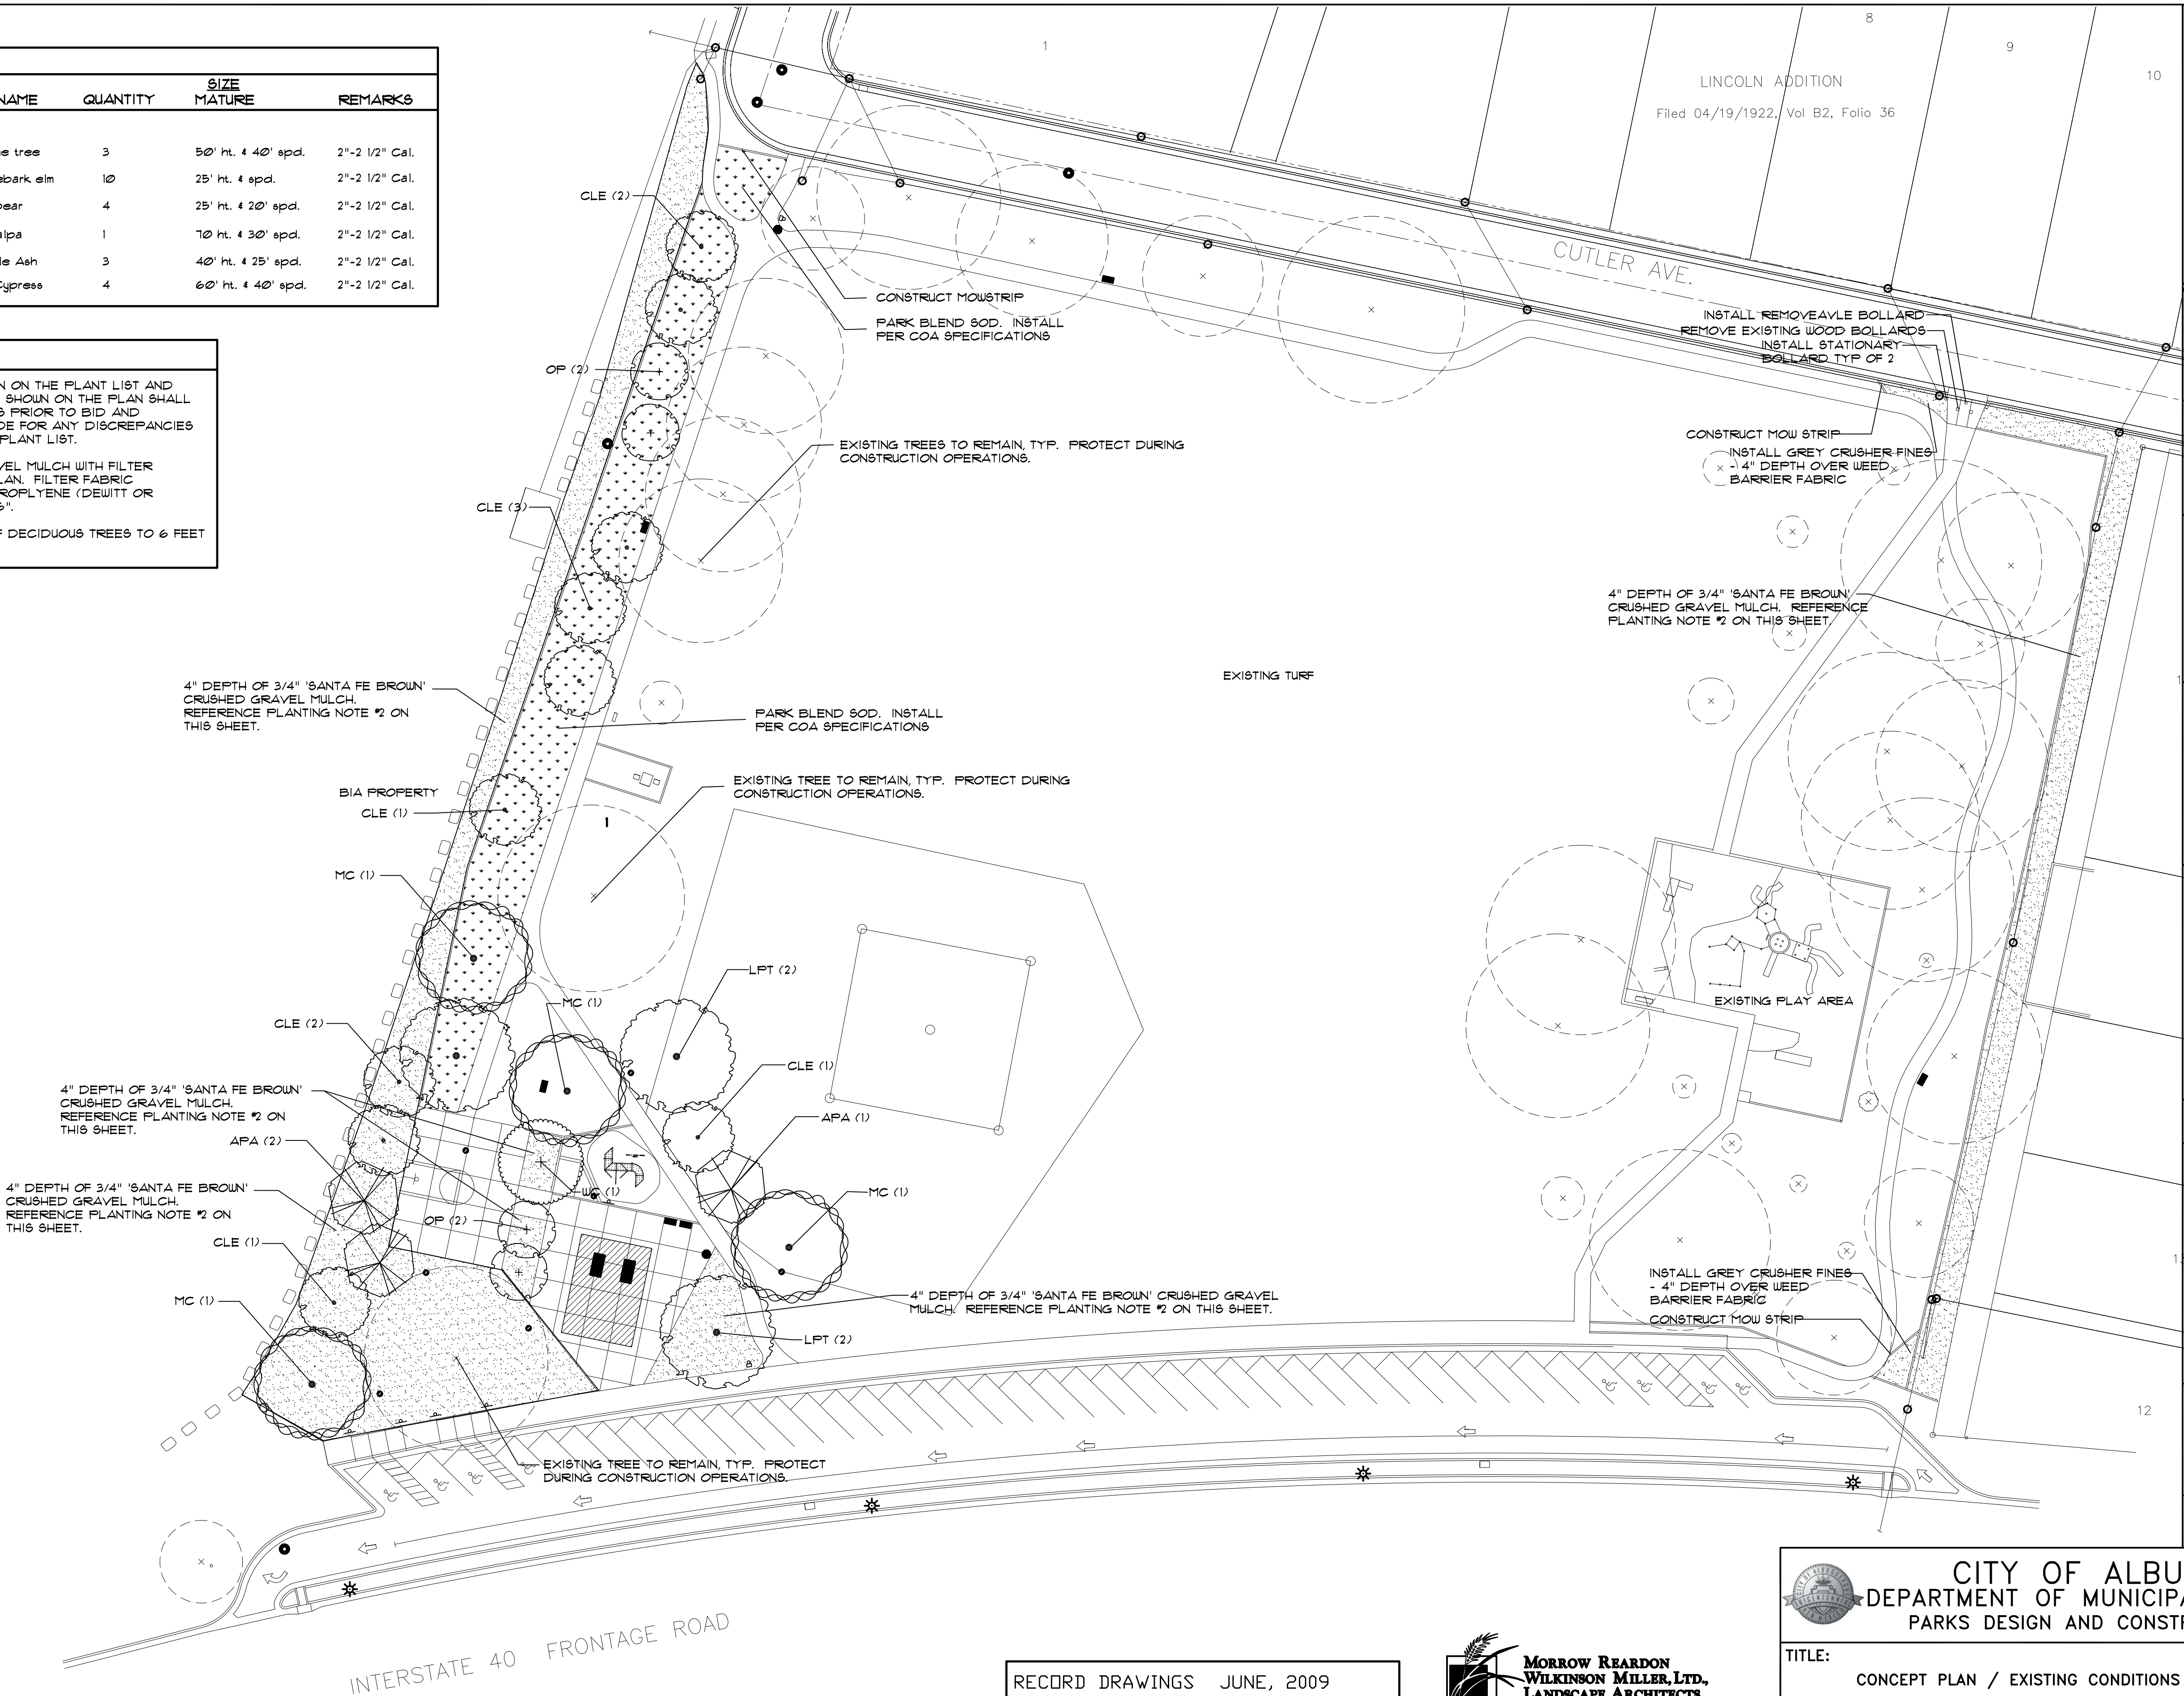 SIZE
NAME QUANTITY MATURE REMARKS
tree 3 50' ht. & 40' spd. 2"-2 1/2" Cal.
elm 10 25' ht. & spd. 2"-2 1/2" Cal.
4 25' ht. & 20' spd. 2"-2 1/2" Cal.
1 70 ht. & 30' spd. 2"-2 1/2" Cal.
Ash 3 40' ht. & 25' spd. 2"-2 1/2" Cal.
4 60' ht. & 40' spd. 2"-2 1/2" Cal.
ON THE PLANT LIST AND
SHOWN ON THE PLAN SHALL
PRIOR TO BID AND
FOR ANY DISCREPANCIES
PLANT LIST.
MULCH WITH FILTER
FILTER FABRIC
(DEWITT OR
DECIDUOUS TREES TO 6 FEET
1
8
9
10
LINCOLN ADDITION
Filed 04/19/1922, Vol B2, Folio 36
CUTLER AVE.
CLE (2)
CONSTRUCT MOWSTRIP
PARK BLEND SOD. INSTALL
PER COA SPECIFICATIONS
OP (2)
INSTALL REMOVEAVLE BOLLARD
REMOVE EXISTING WOOD BOLLARDS
INSTALL STATIONARY
BOLLARD TYP OF 2
CONSTRUCT MOW STRIP
INSTALL GREY CRUSHER FINES
- 4" DEPTH OVER WEED
BARRIER FABRIC
EXISTING TREES TO REMAIN, TYP. PROTECT DURING
CONSTRUCTION OPERATIONS.
CLE (3)
4" DEPTH OF 3/4" 'SANTA FE BROWN'
CRUSHED GRAVEL MULCH. REFERENCE
PLANTING NOTE #2 ON THIS SHEET.
EXISTING TURF
4" DEPTH OF 3/4" 'SANTA FE BROWN'
CRUSHED GRAVEL MULCH.
REFERENCE PLANTING NOTE #2 ON
THIS SHEET.
PARK BLEND SOD. INSTALL
PER COA SPECIFICATIONS
BIA PROPERTY
CLE (1)
EXISTING TREE TO REMAIN, TYP. PROTECT DURING
CONSTRUCTION OPERATIONS.
1
MC (1)
LPT (2)
MC (1)
EXISTING PLAY AREA
CLE (2)
CLE (1)
4" DEPTH OF 3/4" 'SANTA FE BROWN'
CRUSHED GRAVEL MULCH.
REFERENCE PLANTING NOTE #2 ON
THIS SHEET.
APA (1)
APA (2)
4" DEPTH OF 3/4" 'SANTA FE BROWN'
CRUSHED GRAVEL MULCH.
REFERENCE PLANTING NOTE #2 ON
THIS SHEET.
WC (1)
MC (1)
OP (2)
CLE (1)
MC (1)
4" DEPTH OF 3/4" 'SANTA FE BROWN' CRUSHED GRAVEL
MULCH. REFERENCE PLANTING NOTE #2 ON THIS SHEET.
LPT (2)
INSTALL GREY CRUSHER FINES
- 4" DEPTH OVER WEED
BARRIER FABRIC
CONSTRUCT MOW STRIP
12
EXISTING TREE TO REMAIN, TYP. PROTECT
DURING CONSTRUCTION OPERATIONS.
INTERSTATE 40 FRONTAGE ROAD
RECORD DRAWINGS JUNE, 2009
MORROW REARDON
WILKINSON MILLER, LTD.,
LANDSCAPE ARCHITECTS
CITY OF ALBU
DEPARTMENT OF MUNICIPA
PARKS DESIGN AND CONST
TITLE:
CONCEPT PLAN / EXISTING CONDITIONS